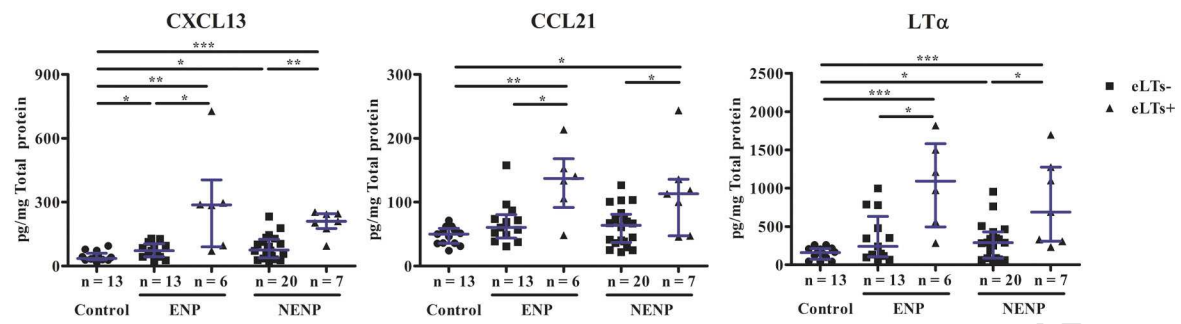 CXCL13
pg/mg Total protein
900
600
300
0
***
*
**
**
*
*
n = 13
n = 13
n = 6
n = 20
n = 7
Control
ENP
NENP
CCL21
pg/mg Total protein
300
200
100
0
*
**
*
*
n = 13
n = 13
n = 6
n = 20
n = 7
Control
ENP
NENP
LTα
pg/mg Total protein
2500
2000
1500
1000
500
0
***
*
*
***
*
n = 13
n = 13
n = 6
n = 20
n = 7
Control
ENP
NENP
eLTs-
eLTs+